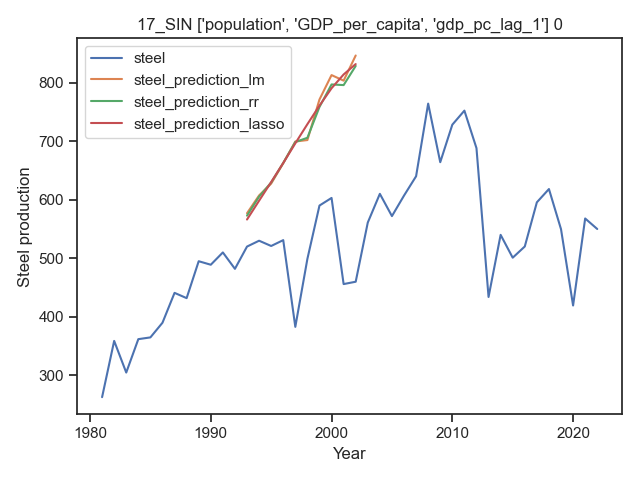 17_SIN ['population', 'GDP_per_capita', 'gdp_pc_lag_1'] 0
steel
steel_prediction_lm
steel_prediction_rr
steel_prediction_lasso
Steel production
800
700
600
500
400
300
1980
1990
2000
2010
2020
Year